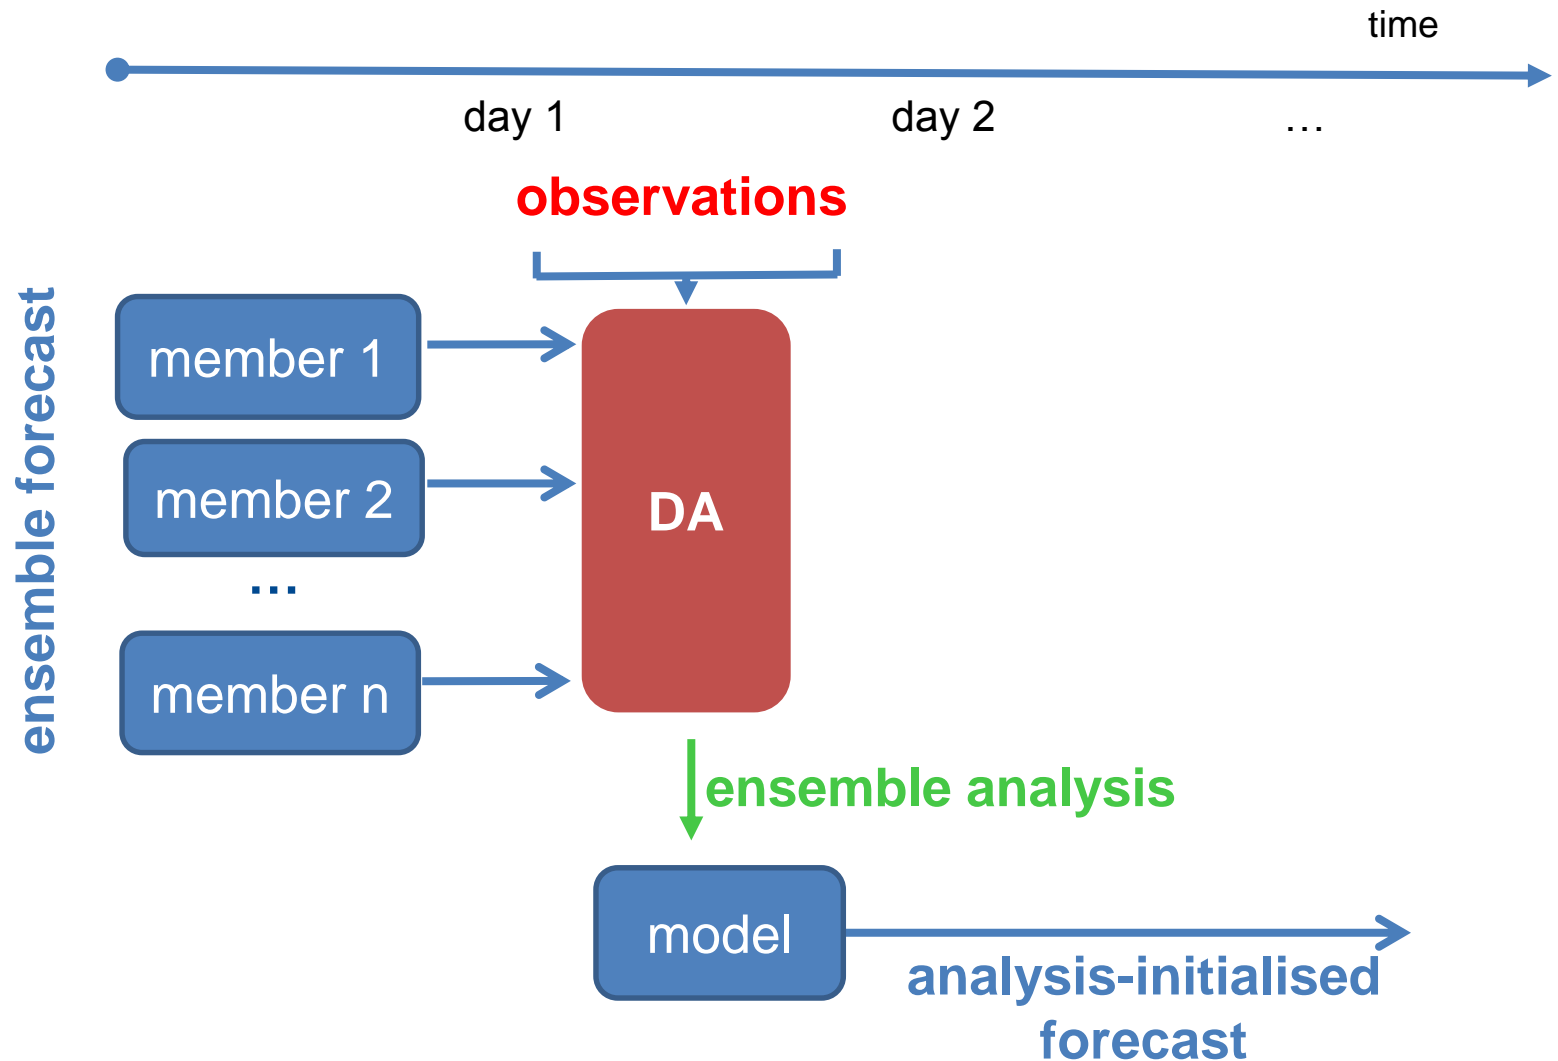 time
day 1
day 2
...
observations
ensemble forecast
member 1
member 2
...
member n
DA
ensemble analysis
model
analysis-initialised
forecast